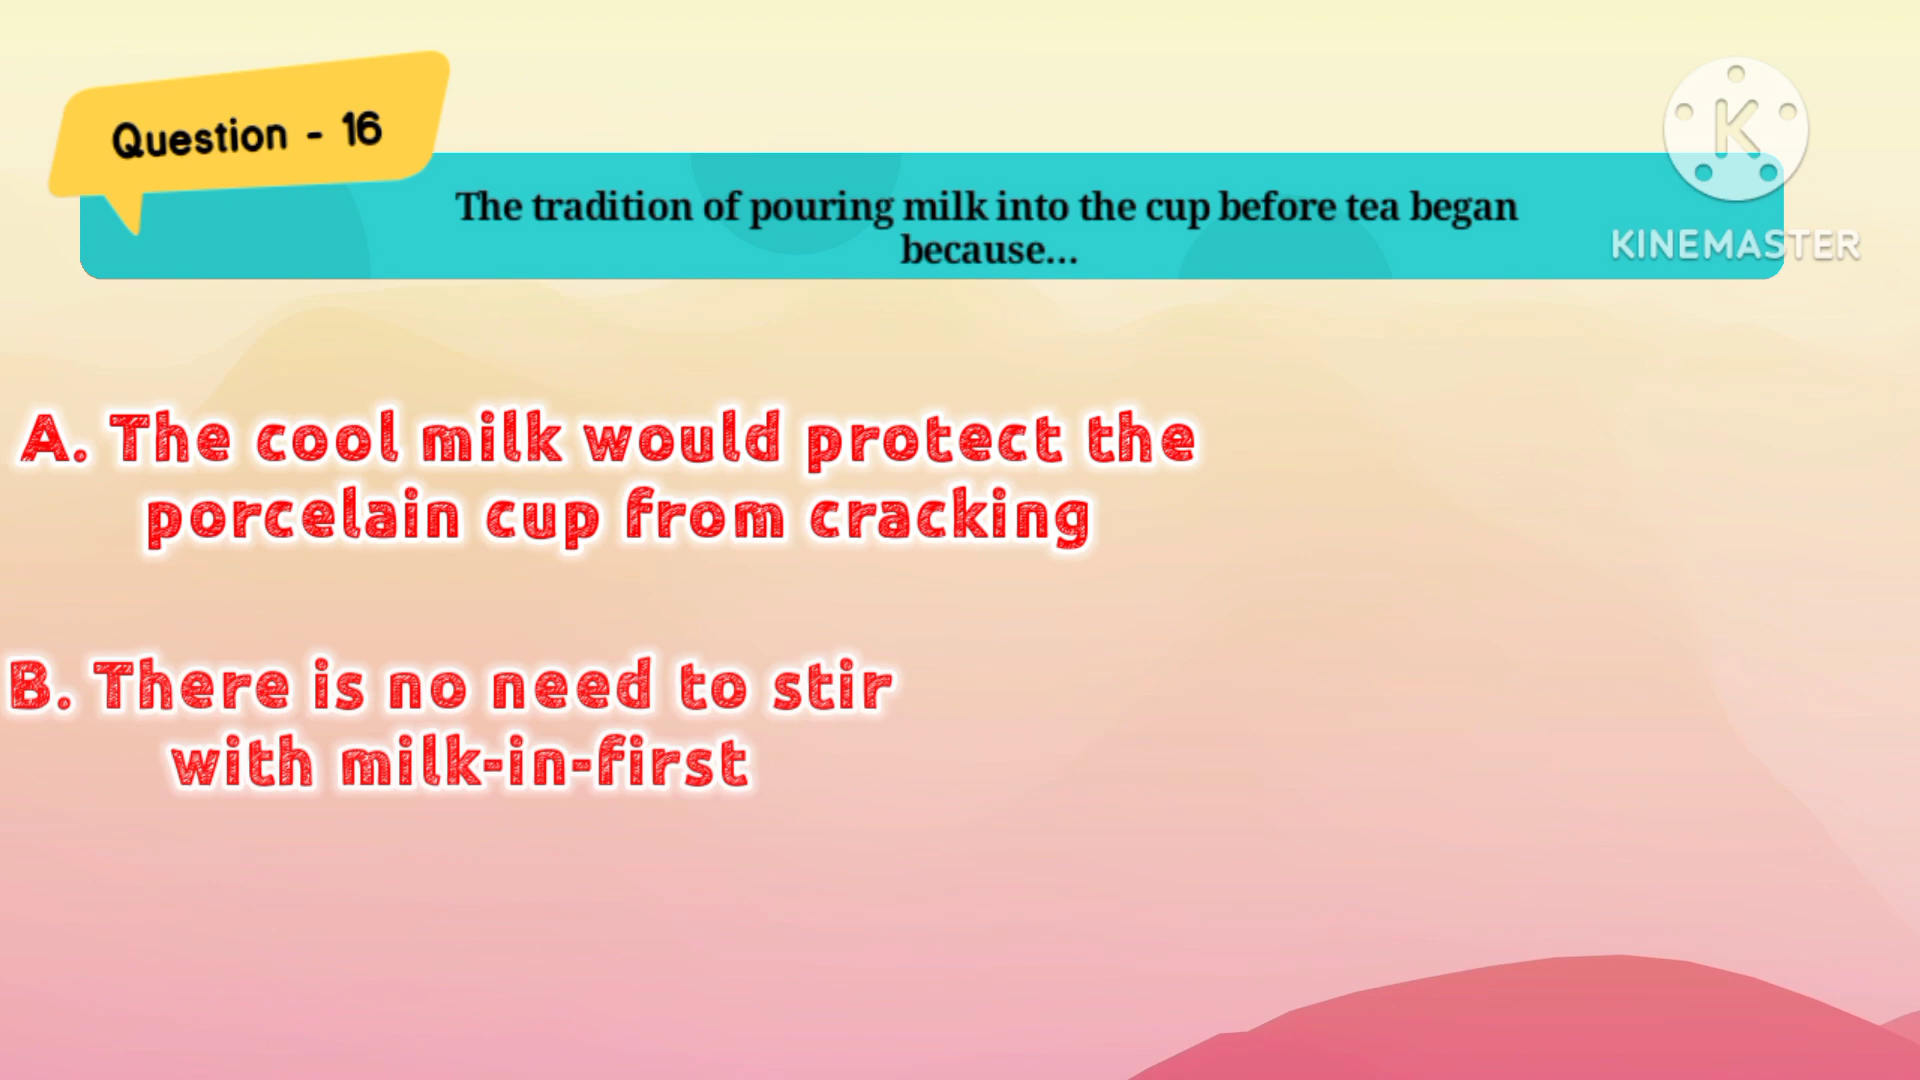 Question - 16
The tradition of pouring milk into the cup before tea began
because...
K
KINEMASTER
A. The cool milk would protect the
porcelain cup from cracking
B. There is no need to stir
with milk-in-first